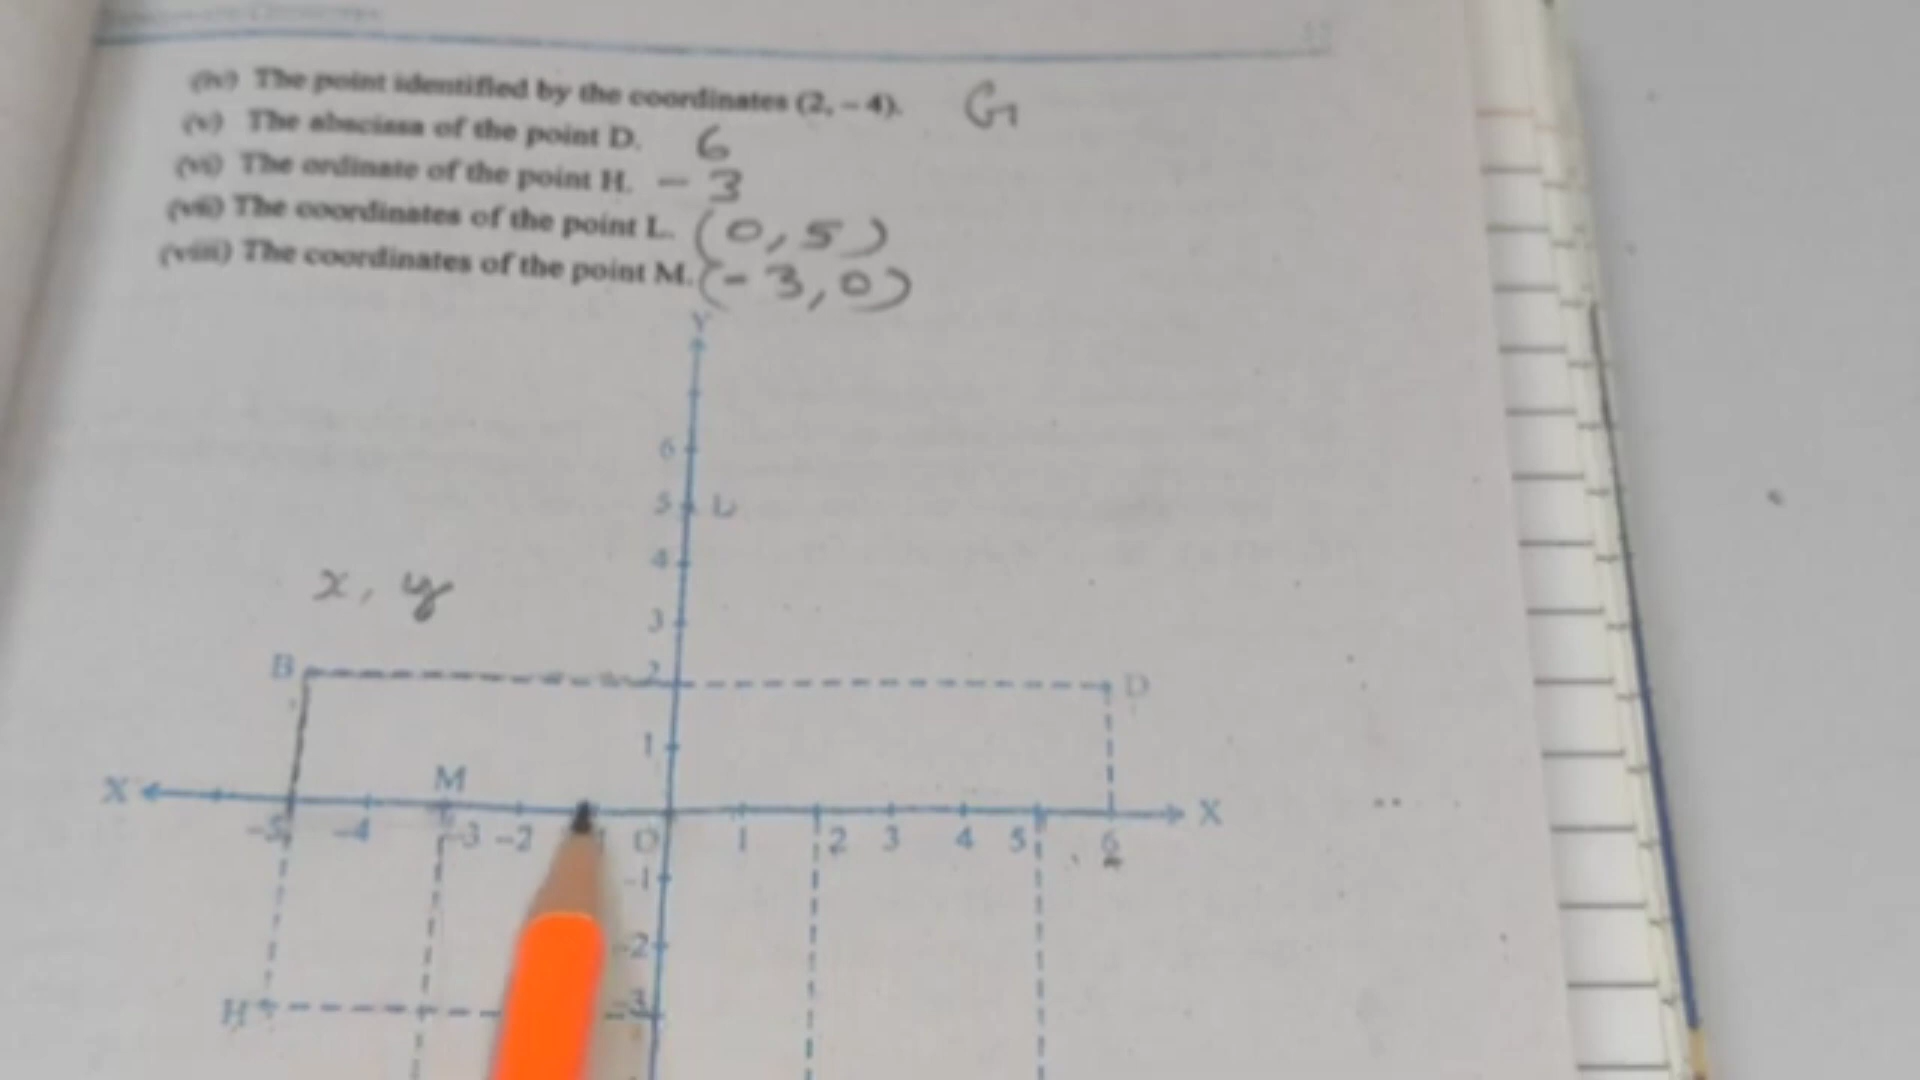 (iv) The point identified by the coordinates (2, – 4). G
(v) The abscissa of the point D. 6
(vi) The ordinate of the point H. – 3
(vii) The coordinates of the point L. (0, 5)
(viii) The coordinates of the point M. (- 3, 0)
Y
6
5 L
4
x, y
3
B 2 D
1
M
X X
–5 –4 –3 –2 O 1 2 3 4 5 6
-1
-2
H -3